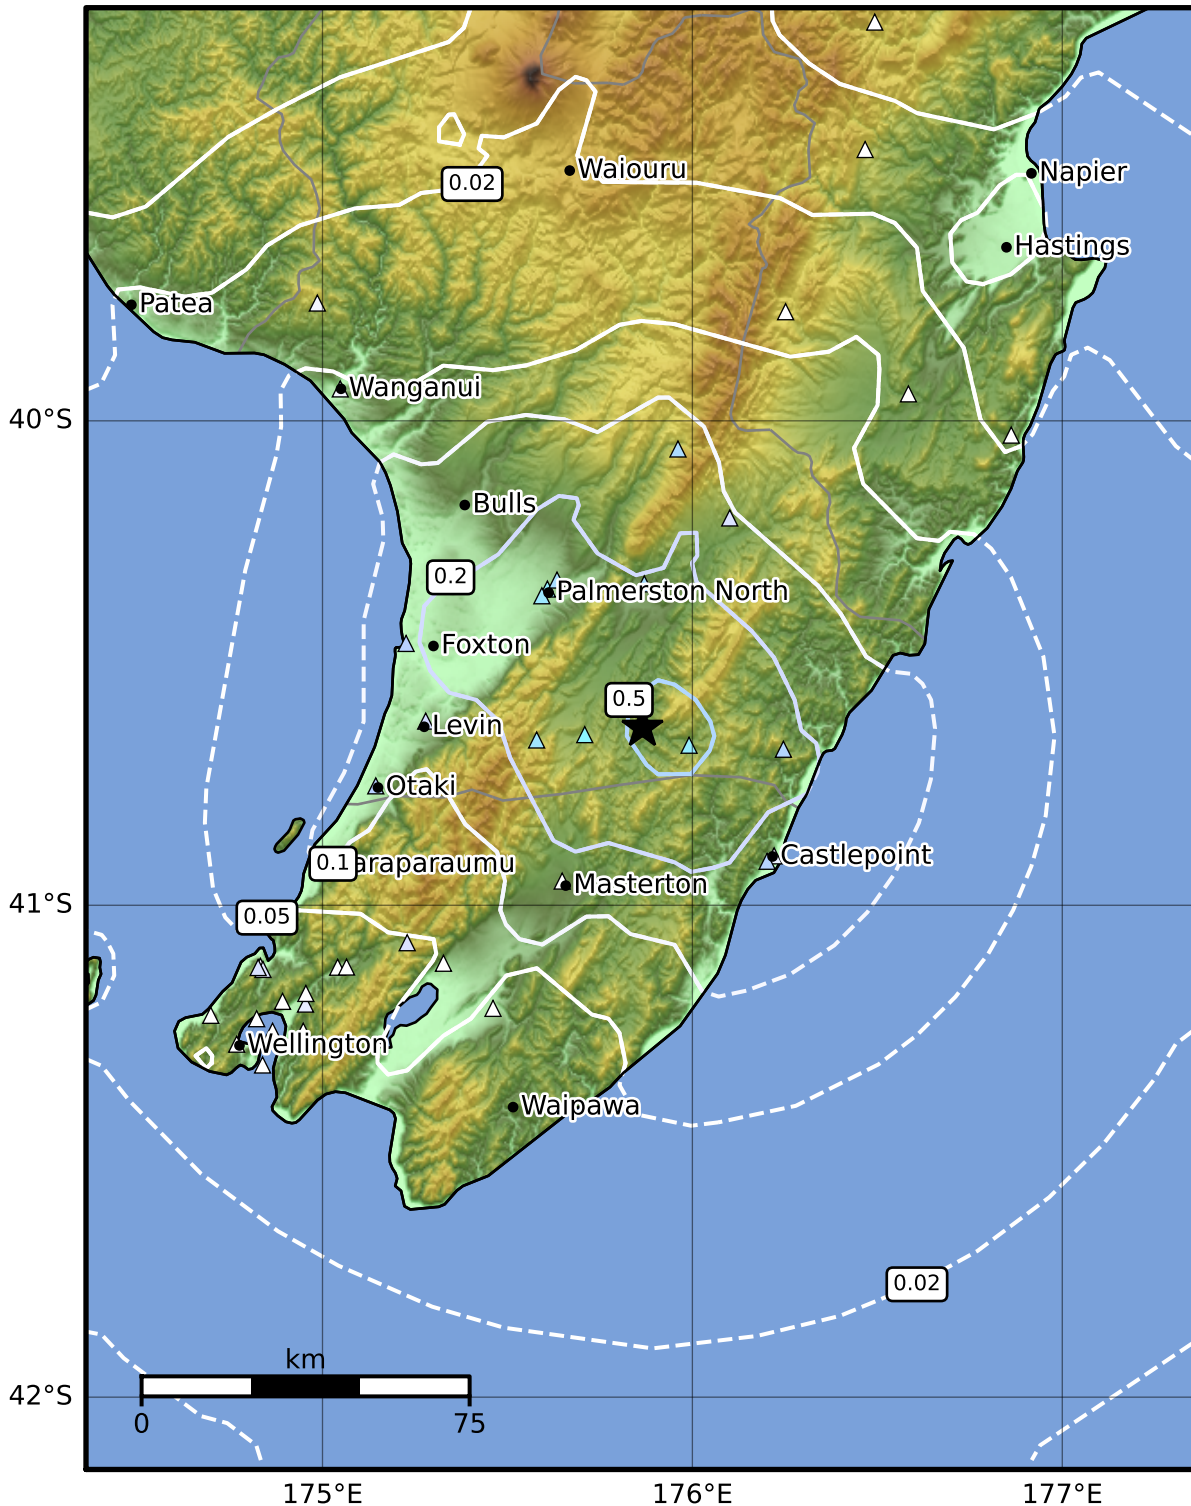 Waiouru
Napier
0.02
Hastings
Patea
Wanganui
40°S
Bulls
0.2
Palmerston North
Foxton
0.5
Levin
Otaki
Castlepoint
0.1
araparaumu
Masterton
41°S
0.05
Wellington
Waipawa
0.02
km
42°S
0
75
175°E
176°E
177°E